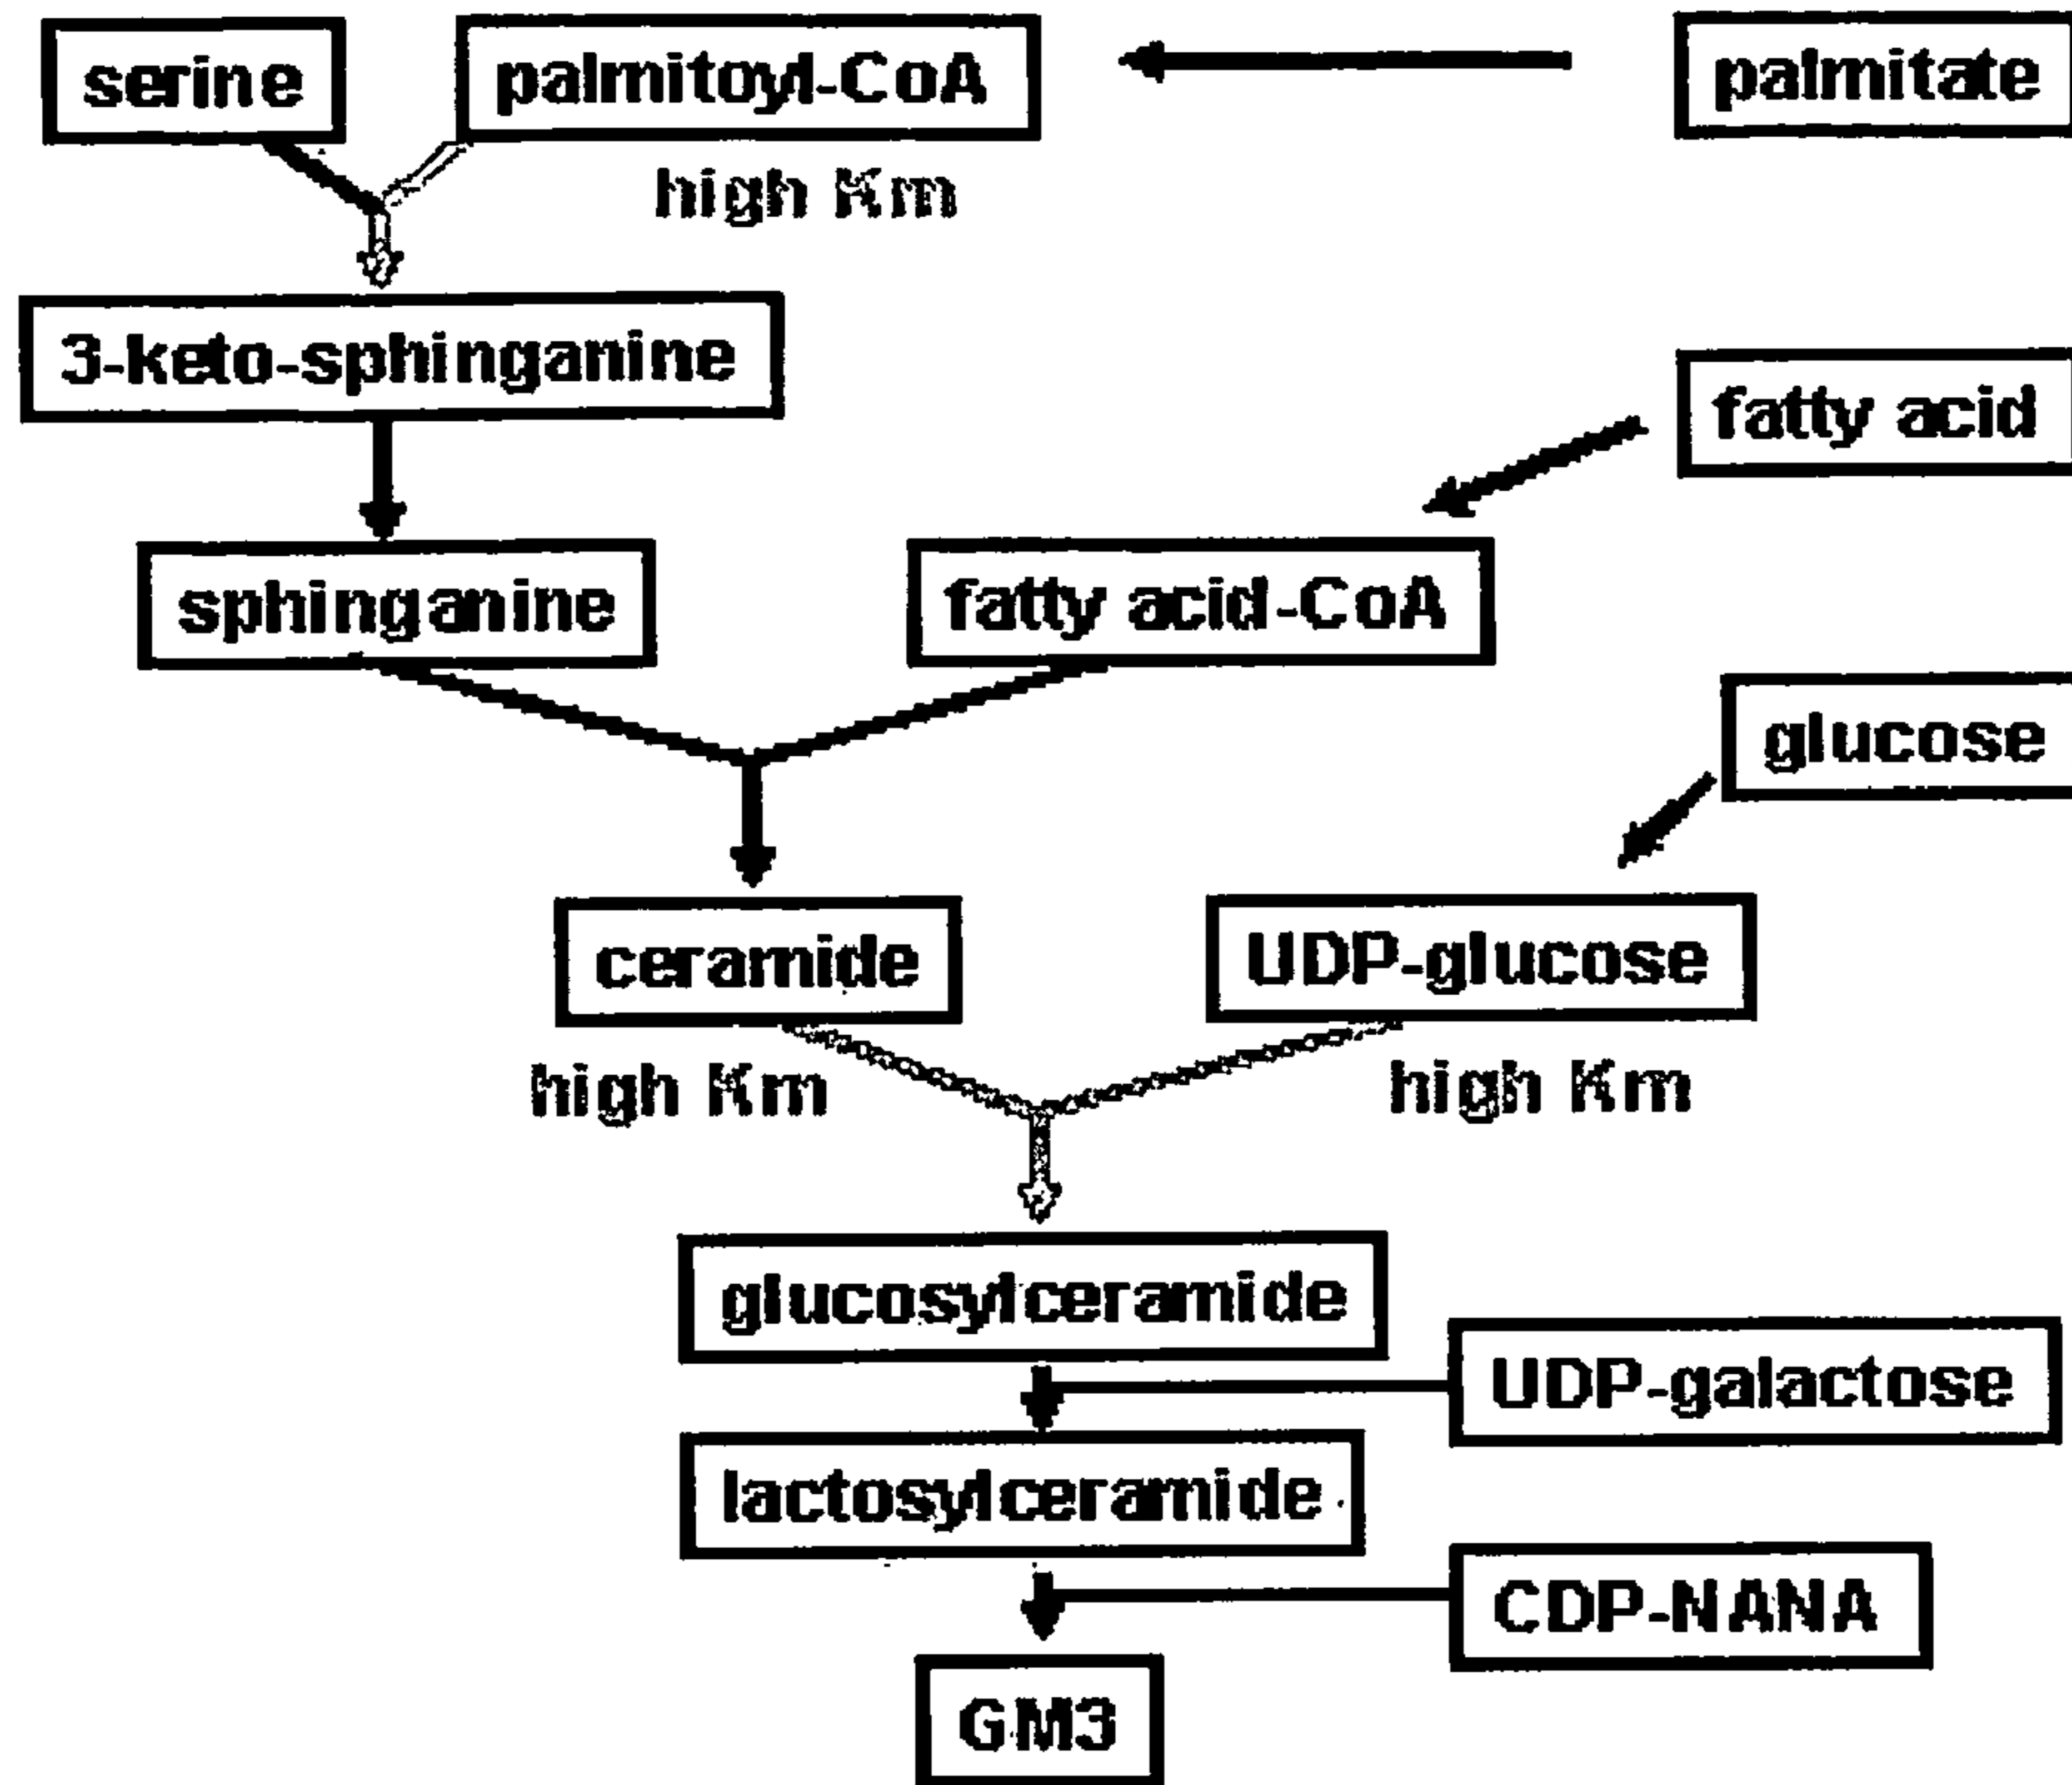 serine
palmitoyl-CoA
palmitate
high Km
3-keto-sphinganine
fatty acid
sphinganine
fatty acid-CoA
glucose
ceramide
UDP-glucose
high Km
high Km
glucosylceramide
UDP-galactose
lactosylceramide
CDP-NANA
GM3